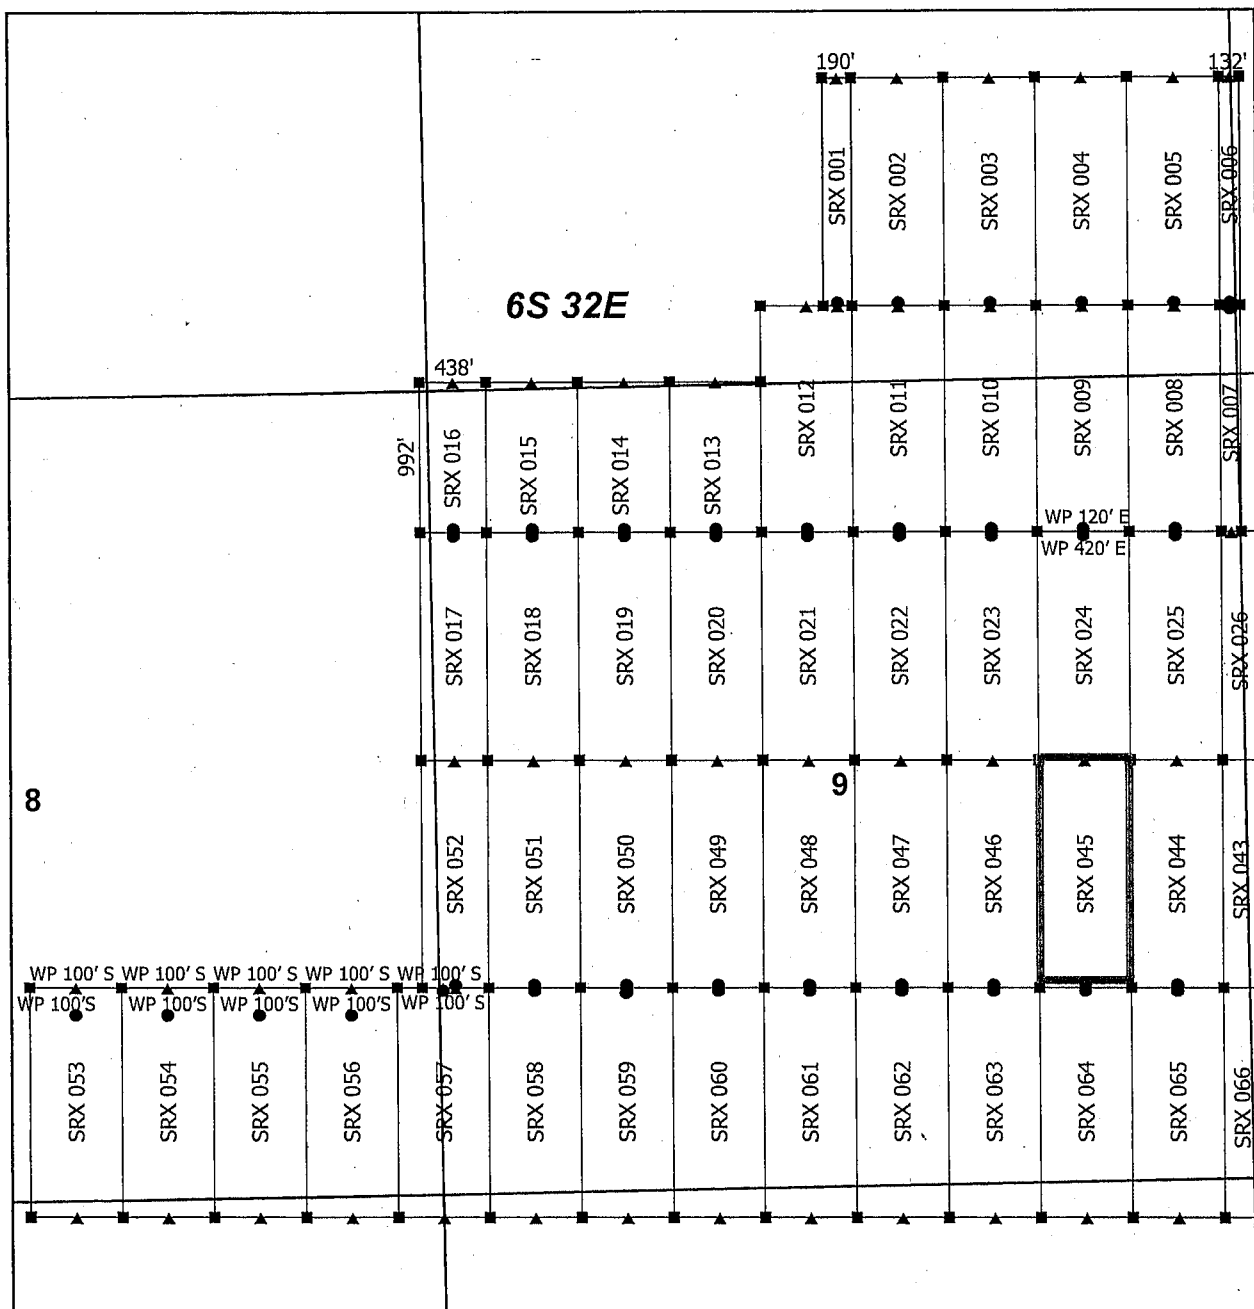 190'
132'
SRX 001
SRX 002
SRX 003
SRX 004
SRX 005
SRX 006
6S 32E
438'
992'
SRX 016
SRX 015
SRX 014
SRX 013
SRX 012
SRX 011
SRX 010
SRX 009
SRX 008
SRX 007
WP 120' E
WP 420' E
SRX 017
SRX 018
SRX 019
SRX 020
SRX 021
SRX 022
SRX 023
SRX 024
SRX 025
SRX 026
8
9
SRX 052
SRX 051
SRX 050
SRX 049
SRX 048
SRX 047
SRX 046
SRX 045
SRX 044
SRX 043
WP 100' S
WP 100' S
WP 100' S
WP 100' S
WP 100' S
WP 100'S
WP 100'S
WP 100'S
WP 100'S
WP 100' S
SRX 053
SRX 054
SRX 055
SRX 056
SRX 057
SRX 058
SRX 059
SRX 060
SRX 061
SRX 062
SRX 063
SRX 064
SRX 065
SRX 066